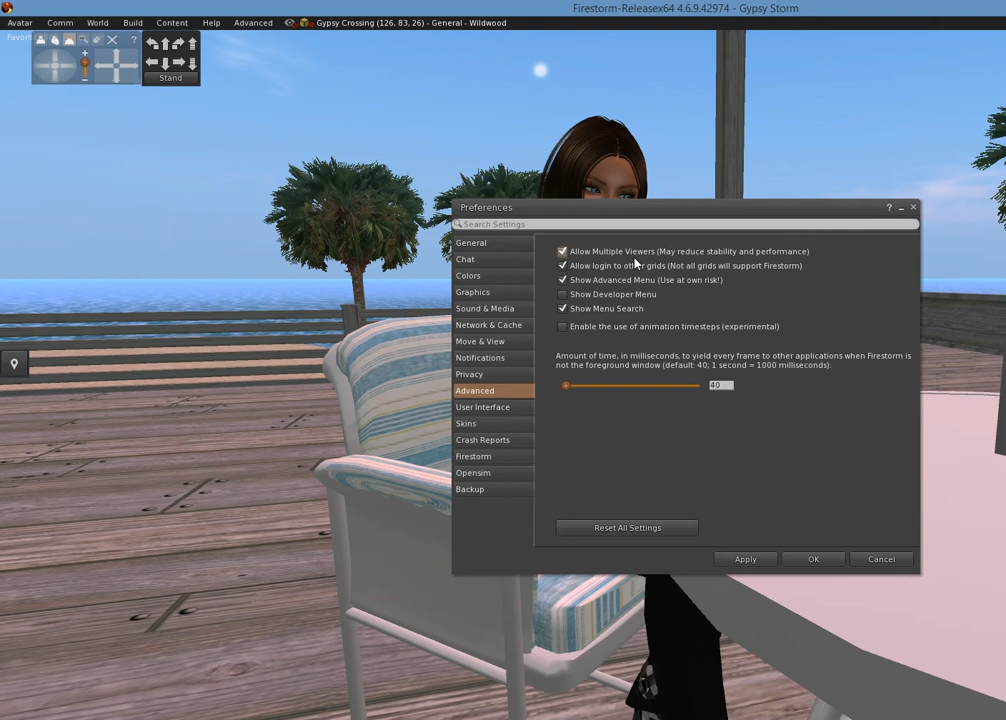 Firestorm-Releasex64 4.6.9.42974 - Gypsy Storm
Avatar Comm World Build Content Help Advanced Gypsy Crossing (126, 83, 26) - General - Wildwood
?
Stand
Preferences ?
Search Settings
General
Chat
Colors
Graphics
Sound & Media
Network & Cache
Move & View
Notifications
Privacy
Advanced
User Interface
Skins
Crash Reports
Firestorm
Opensim
Backup
Allow Multiple Viewers (May reduce stability and performance)
Allow login to other grids (Not all grids will support Firestorm)
Show Advanced Menu (Use at own risk!)
Show Developer Menu
Show Menu Search
Enable the use of animation timesteps (experimental)
Amount of time, in milliseconds, to yield every frame to other applications when Firestorm is
not the foreground window (default: 40; 1 second = 1000 milliseconds):
40
Reset All Settings
Apply OK Cancel